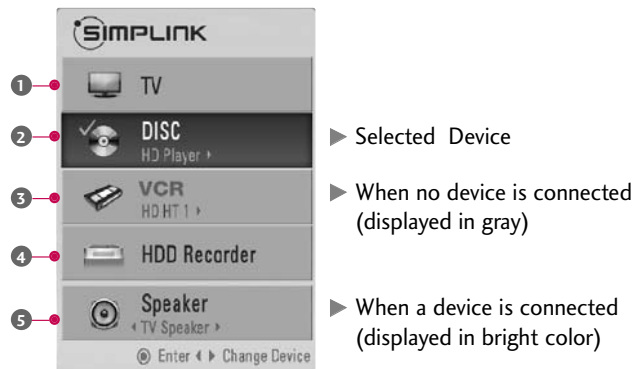 SIMPLINK
1 TV
2 DISC
HD Player ▸
▶ Selected Device
3 VCR
HD HT 1 ▸
▶ When no device is connected
(displayed in gray)
4 HDD Recorder
5 Speaker
◂ TV Speaker ▸
▶ When a device is connected
(displayed in bright color)
◉ Enter ◂ ▸ Change Device